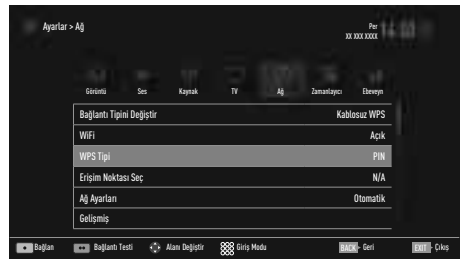 Ayarlar > Ağ
Per
XX XXX XXXX
Görüntü Ses Kaynak TV Ağ Zamanlayıcı Ebeveyn
Bağlantı Tipini Değiştir Kablosuz WPS
WiFi Açık
WPS Tipi PIN
Erişim Noktası Seç N/A
Ağ Ayarları Otomatik
Gelişmiş
Bağlan Bağlantı Testi Alanı Değiştir Giriş Modu BACK - Geri EXIT - Çıkış